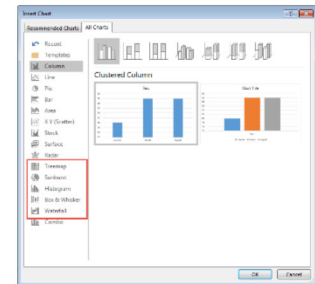 Insert Chart
Recommended Charts
All Charts
Recent
Templates
Column
Line
Pie
Bar
Area
X Y (Scatter)
Stock
Surface
Radar
Treemap
Sunburst
Histogram
Box & Whisker
Waterfall
Combo
Clustered Column
Chart Title
OK
Cancel